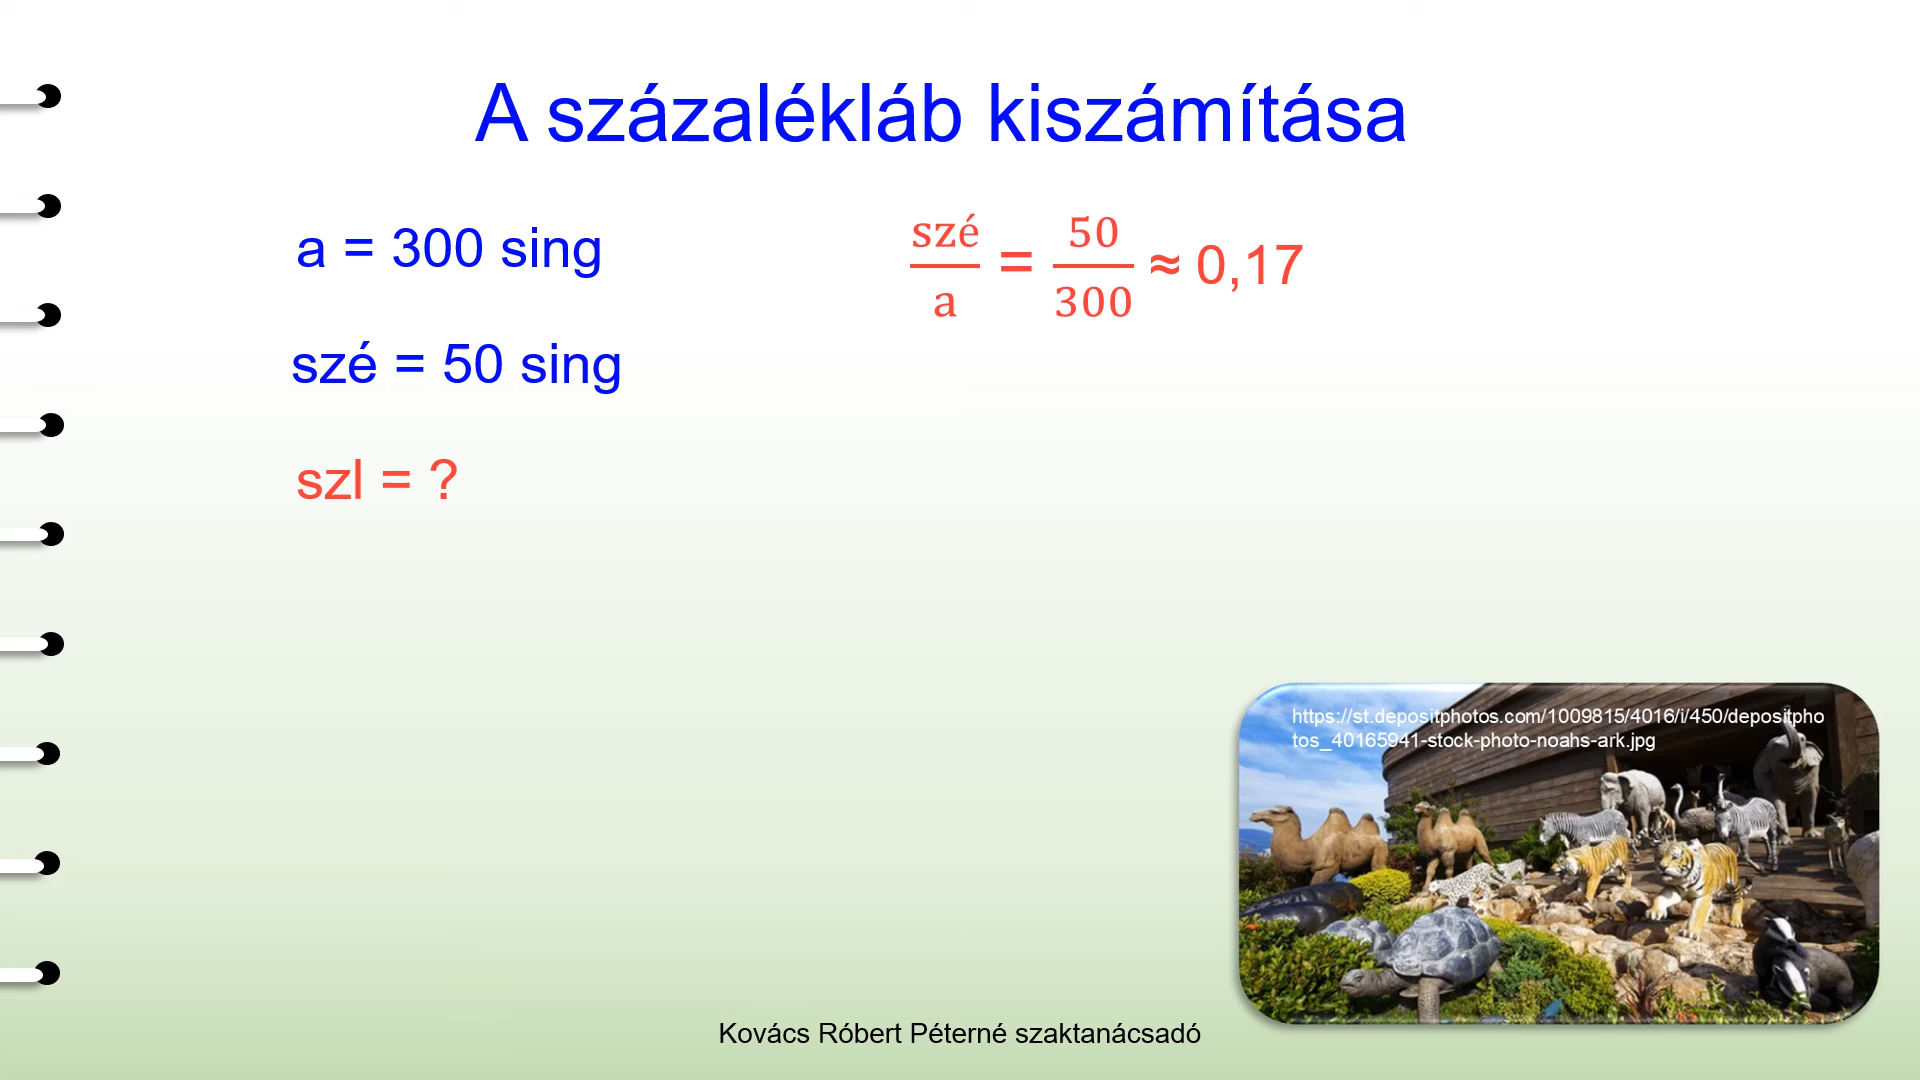 A százalékláb kiszámítása
a = 300 sing
szé = 50 sing
szl = ?
szé/a = 50/300 ≈ 0,17
https://st.depositphotos.com/1009815/4016/i/450/depositpho
tos_40165941-stock-photo-noahs-ark.jpg
Kovács Róbert Péterné szaktanácsadó